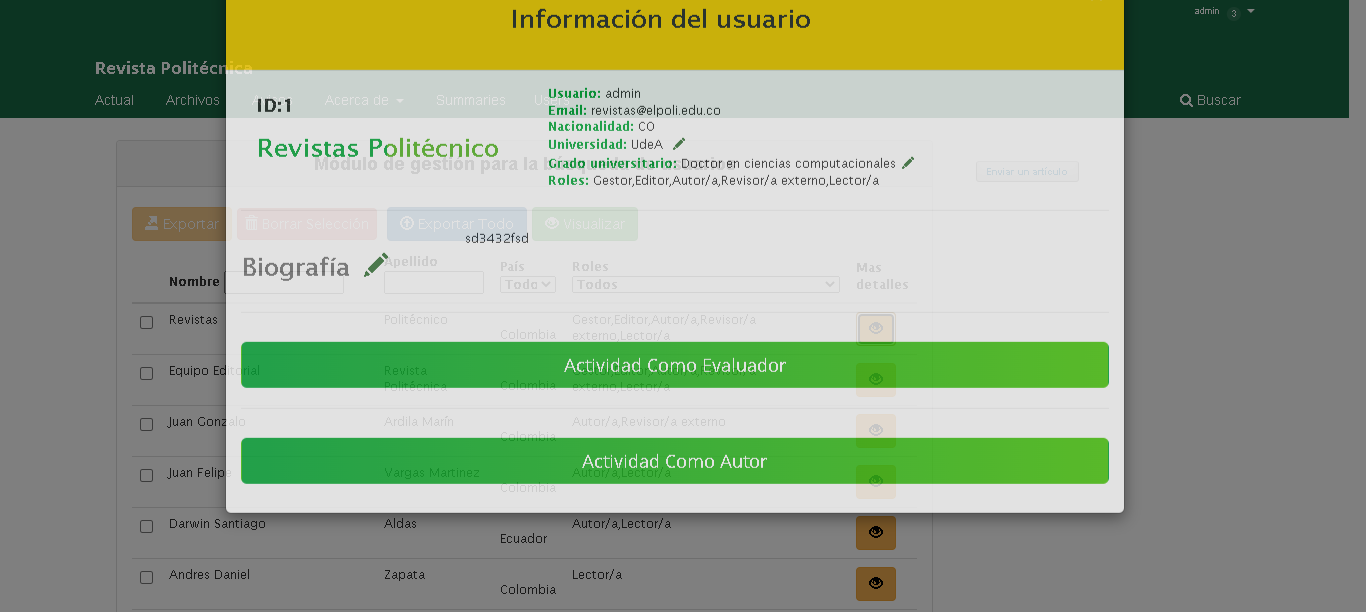 Información del usuario
admin 3
Revista Politécnica
Actual Archivos Avisos Acerca de Summaries Users Buscar
ID:1
Revistas Politécnico
Usuario: admin
Email: revistas@elpoli.edu.co
Nacionalidad: CO
Universidad: UdeA
Grado universitario: Doctor en ciencias computacionales
Roles: Gestor,Editor,Autor/a,Revisor/a externo,Lector/a
Modulo de gestión para la búsqueda de usuarios
Enviar un artículo
Exportar Borrar Selección Exportar Todo Visualizar
sd3432fsd
Biografía
Nombre Apellido País Roles Mas detalles
Todo Todos
Revistas Politécnico Colombia Gestor,Editor,Autor/a,Revisor/a externo,Lector/a
Actividad Como Evaluador
Equipo Editorial Revista Politécnica Colombia externo,Lector/a
Juan Gonzalo Ardila Marín Colombia Autor/a,Revisor/a externo
Actividad Como Autor
Juan Felipe Vargas Martínez Colombia Autor/a,Lector/a
Darwin Santiago Aldas Ecuador Autor/a,Lector/a
Andres Daniel Zapata Colombia Lector/a